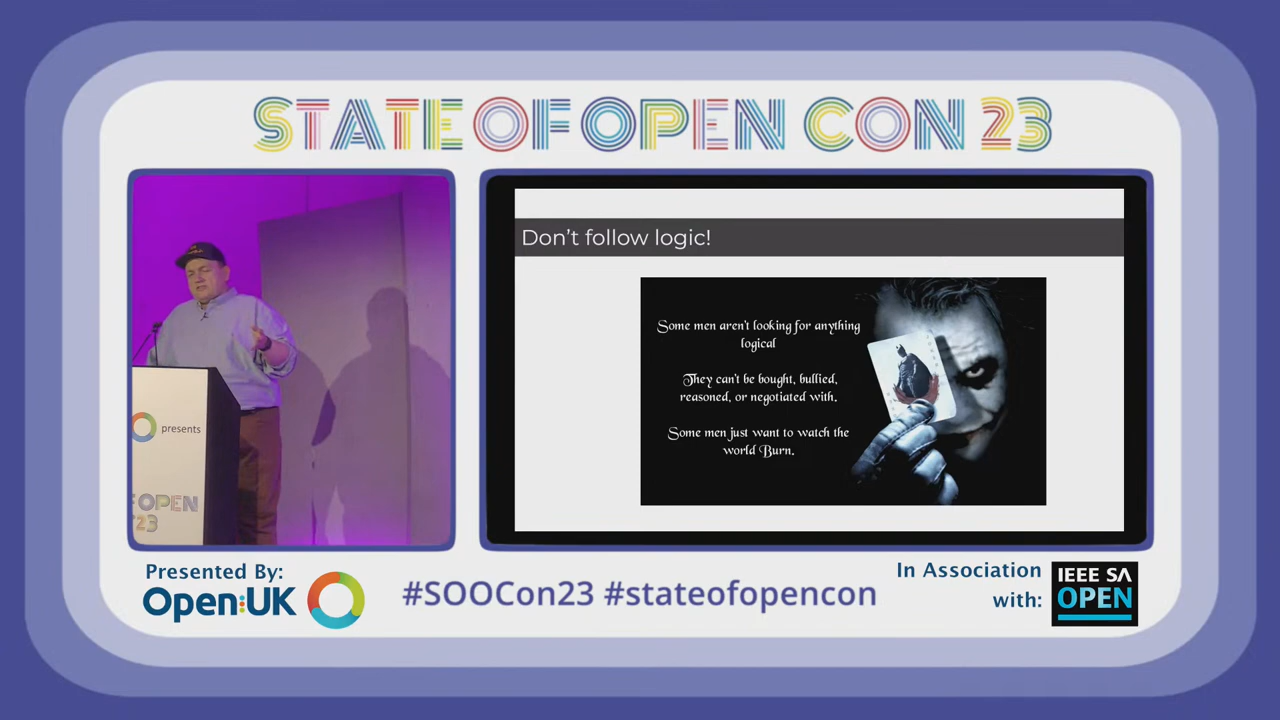 STATE OF OPEN CON 23
presents
F OPEN
23
Don't follow logic!
Some men aren't looking for anything
logical
They can't be bought, bullied,
reasoned, or negotiated with.
Some men just want to watch the
world Burn.
Presented By:
Open:UK
#SOOCon23 #stateofopencon
In Association
with:
IEEE SA
OPEN